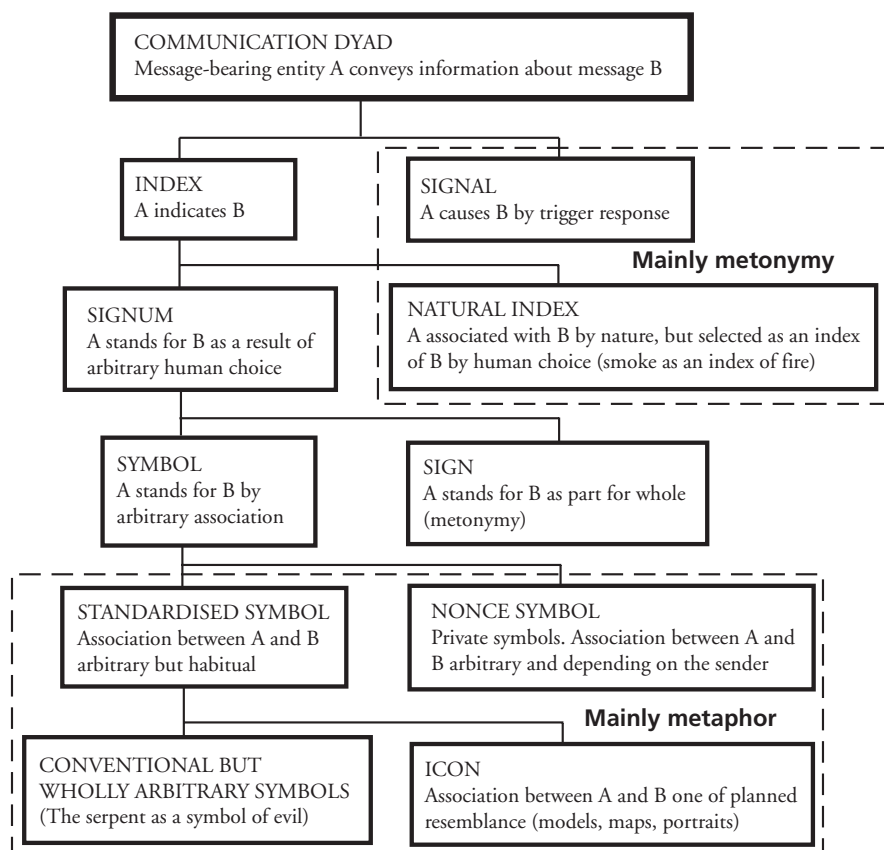 COMMUNICATION DYAD
Message-bearing entity A conveys information about message B
INDEX
A indicates B
SIGNAL
A causes B by trigger response
Mainly metonymy
SIGNUM
A stands for B as a result of
arbitrary human choice
NATURAL INDEX
A associated with B by nature, but selected as an index
of B by human choice (smoke as an index of fire)
SYMBOL
A stands for B by
arbitrary association
SIGN
A stands for B as part for whole
(metonymy)
STANDARDISED SYMBOL
Association between A and B
arbitrary but habitual
NONCE SYMBOL
Private symbols. Association between A and
B arbitrary and depending on the sender
Mainly metaphor
CONVENTIONAL BUT
WHOLLY ARBITRARY SYMBOLS
(The serpent as a symbol of evil)
ICON
Association between A and B one of planned
resemblance (models, maps, portraits)